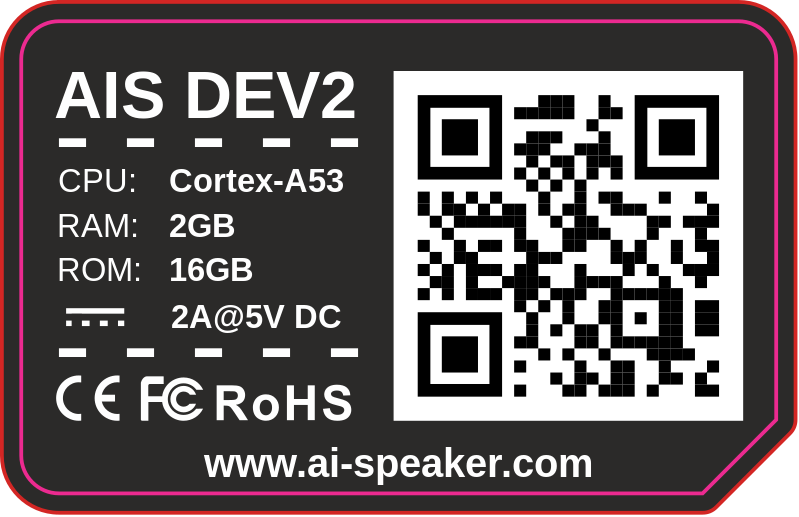 AIS DEV2
CPU: Cortex-A53
RAM: 2GB
ROM: 16GB
2A@5V DC
CE FC RoHS
www.ai-speaker.com